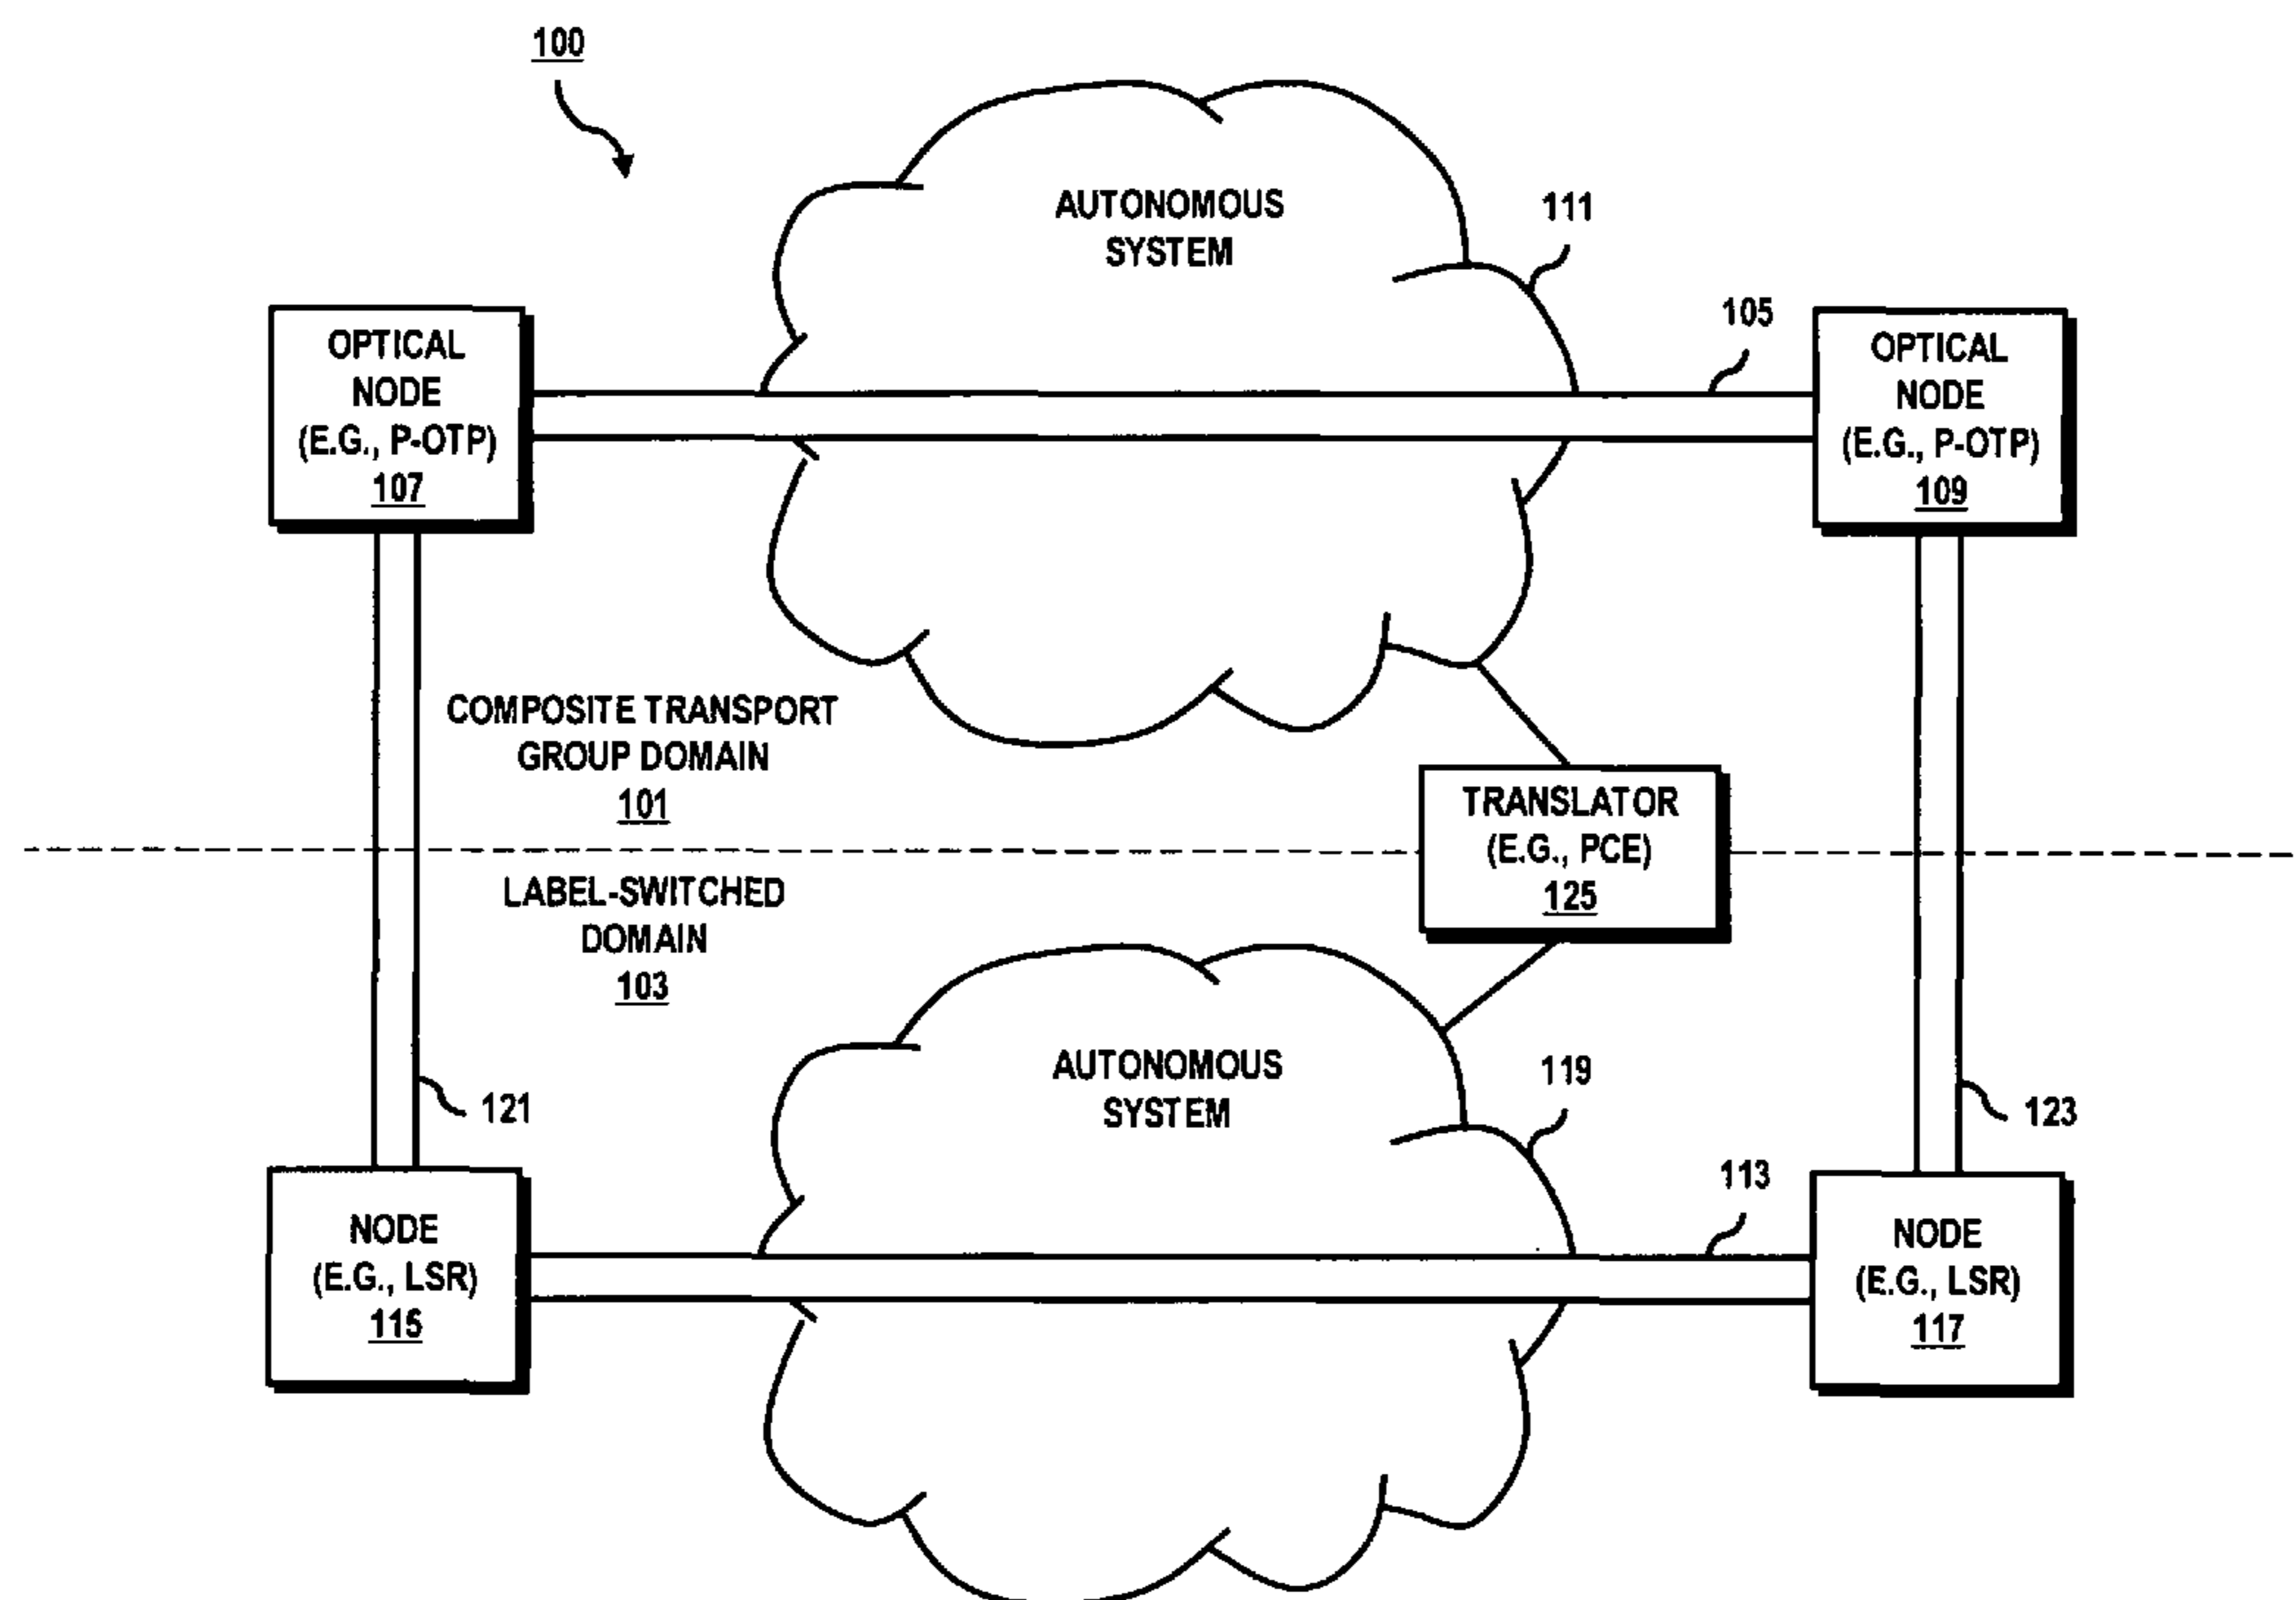 100
AUTONOMOUS
SYSTEM
111
105
OPTICAL
NODE
(E.G., P-OTP)
107
OPTICAL
NODE
(E.G., P-OTP)
109
COMPOSITE TRANSPORT
GROUP DOMAIN
101
TRANSLATOR
(E.G., PCE)
125
LABEL-SWITCHED
DOMAIN
103
AUTONOMOUS
SYSTEM
119
121
123
113
NODE
(E.G., LSR)
115
NODE
(E.G., LSR)
117